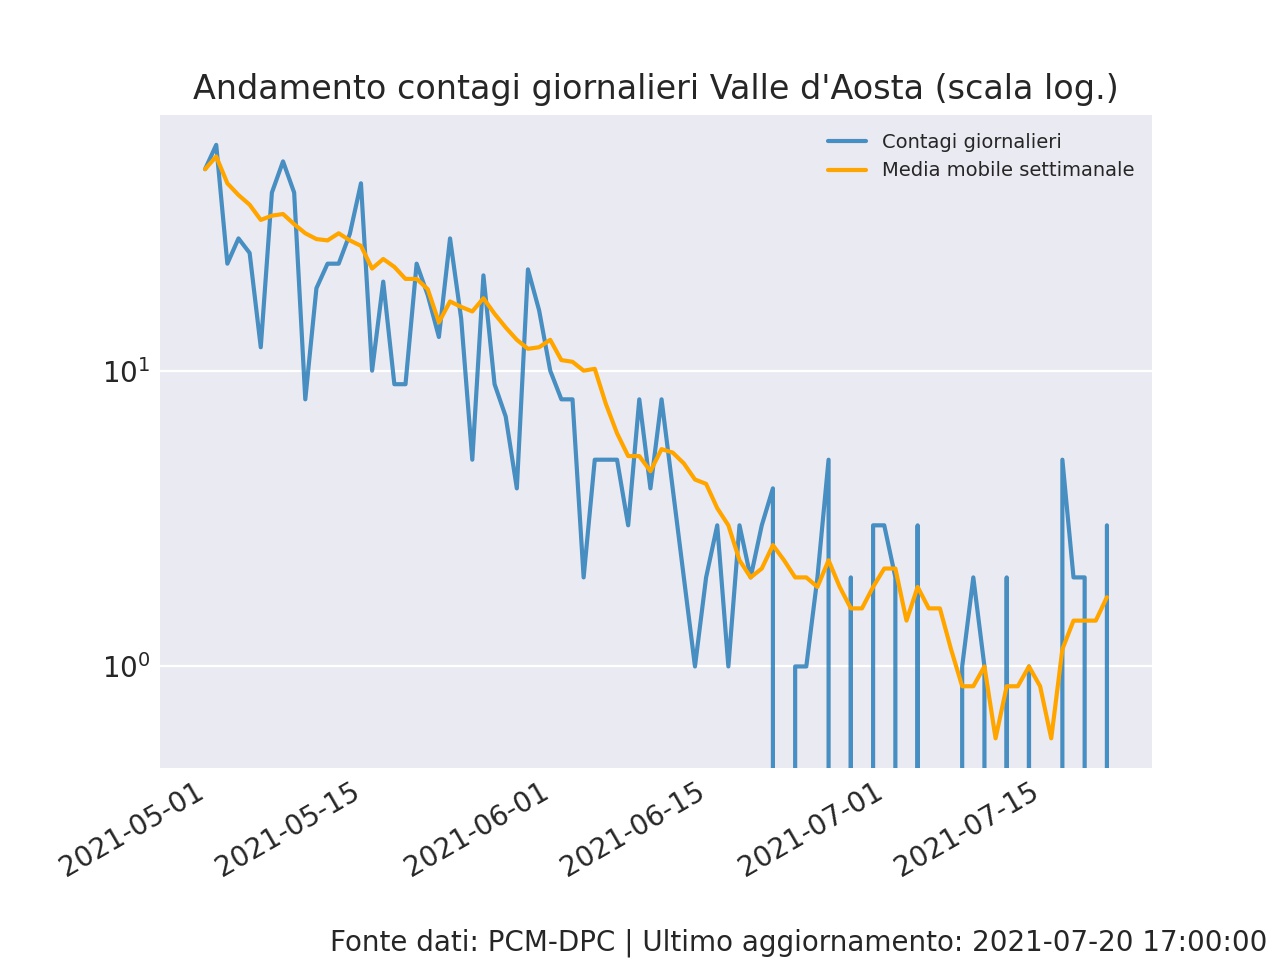 Andamento contagi giornalieri Valle d'Aosta (scala log.)
Contagi giornalieri
Media mobile settimanale
10¹
10⁰
2021-05-01
2021-05-15
2021-06-01
2021-06-15
2021-07-01
2021-07-15
Fonte dati: PCM-DPC | Ultimo aggiornamento: 2021-07-20 17:00:00